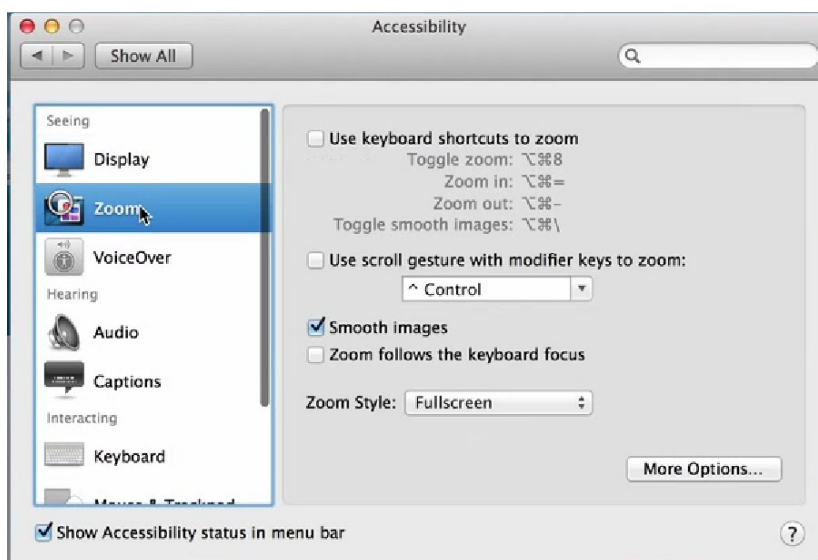 Accessibility
Show All
Seeing
Display
Zoom
VoiceOver
Hearing
Audio
Captions
Interacting
Keyboard
Mouse & Trackpad
Use keyboard shortcuts to zoom
Toggle zoom: ⌥⌘8
Zoom in: ⌥⌘=
Zoom out: ⌥⌘-
Toggle smooth images: ⌥⌘\
Use scroll gesture with modifier keys to zoom:
^ Control
Smooth images
Zoom follows the keyboard focus
Zoom Style: Fullscreen
More Options...
Show Accessibility status in menu bar
?